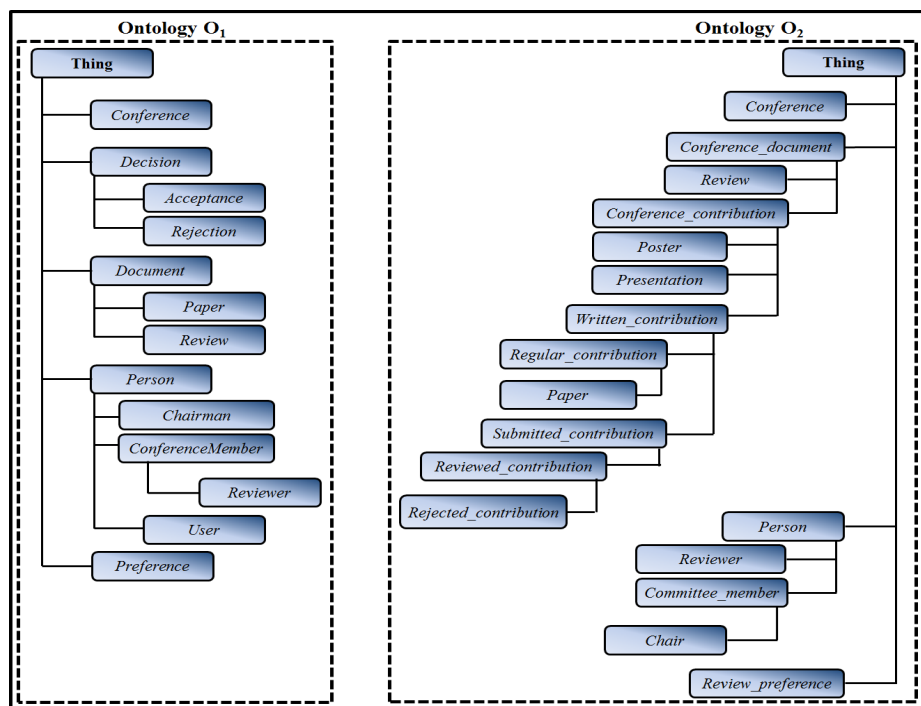 Ontology O₁
Thing
Conference
Decision
Acceptance
Rejection
Document
Paper
Review
Person
Chairman
ConferenceMember
Reviewer
User
Preference
Ontology O₂
Thing
Conference
Conference_document
Review
Conference_contribution
Poster
Presentation
Written_contribution
Regular_contribution
Paper
Submitted_contribution
Reviewed_contribution
Rejected_contribution
Person
Reviewer
Committee_member
Chair
Review_preference